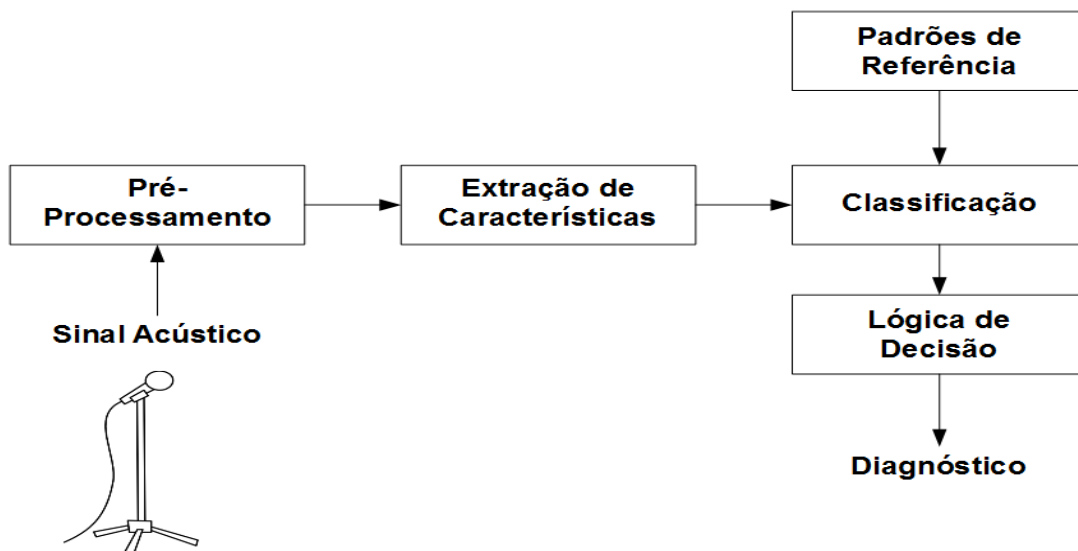 Padrões de
Referência
Pré-
Processamento
Extração de
Características
Classificação
Sinal Acústico
Lógica de
Decisão
Diagnóstico